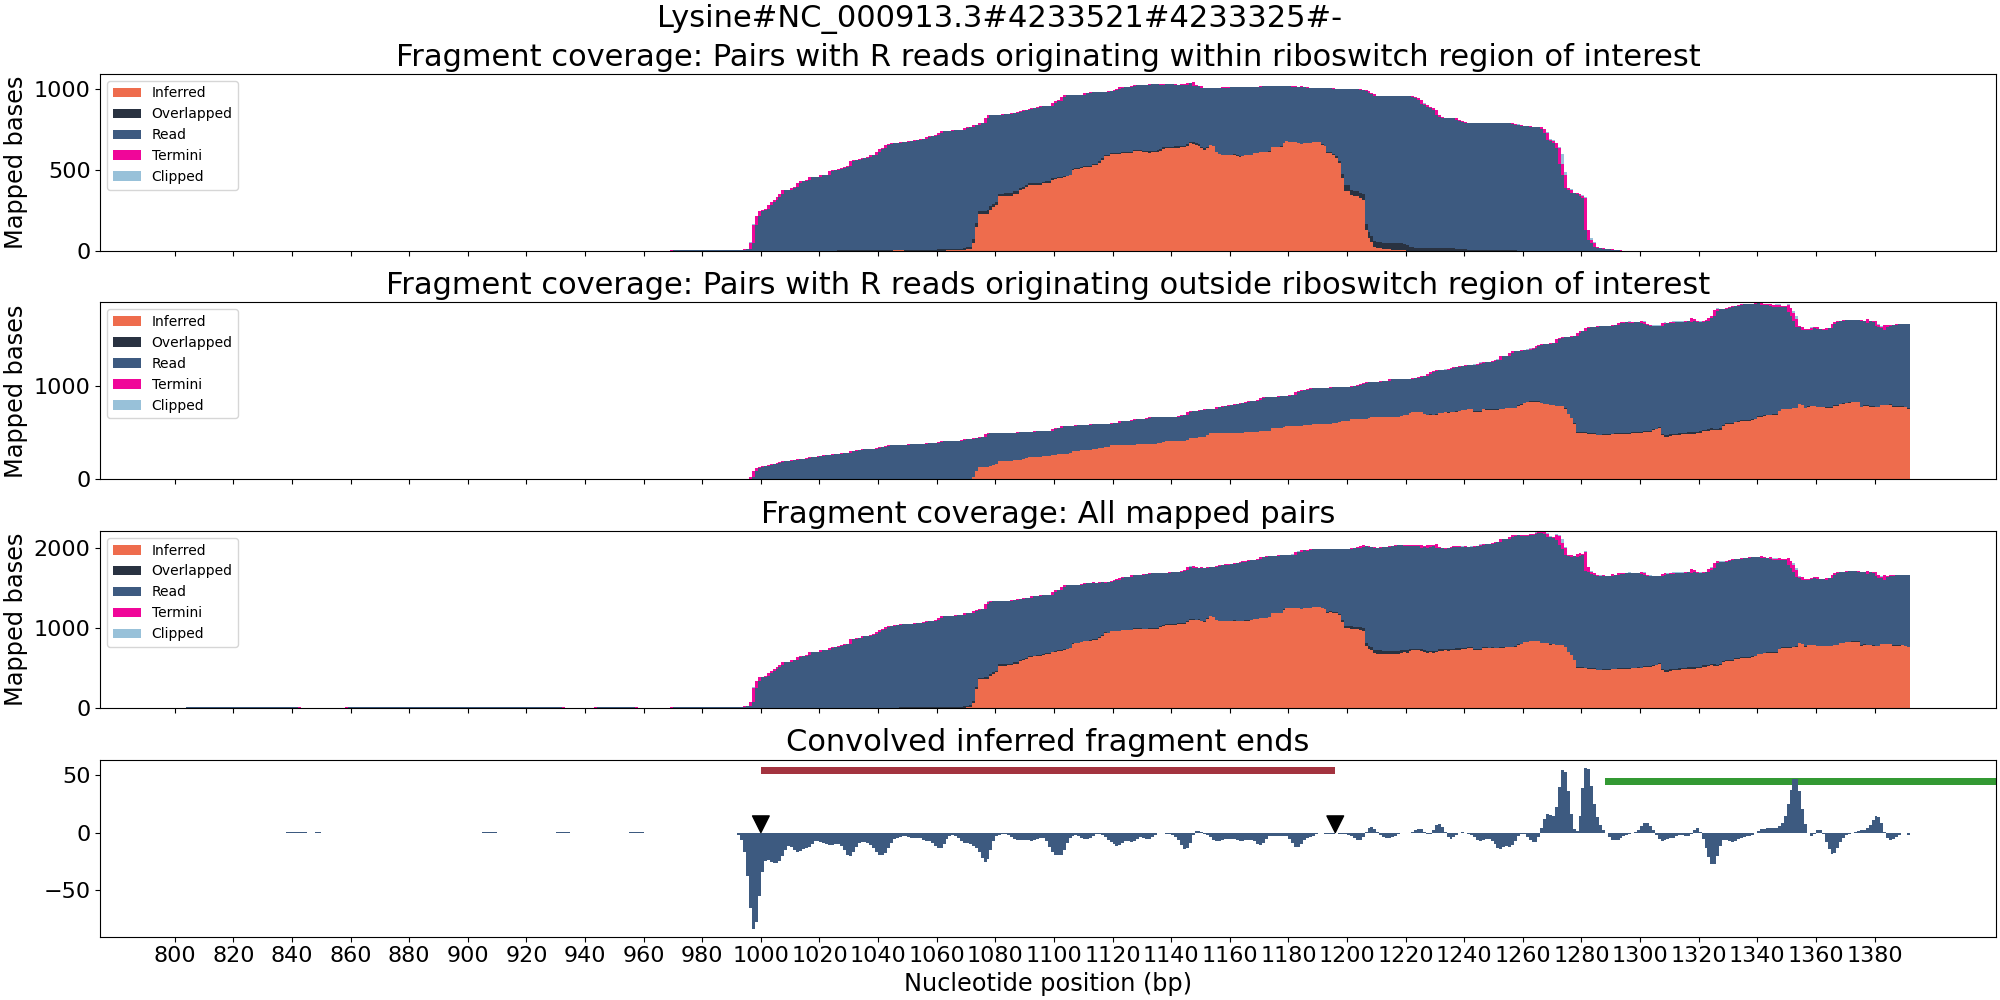 Lysine#NC_000913.3#4233521#4233325#-
Fragment coverage: Pairs with R reads originating within riboswitch region of interest
Mapped bases
1000
500
0
Inferred
Overlapped
Read
Termini
Clipped
Fragment coverage: Pairs with R reads originating outside riboswitch region of interest
Mapped bases
1000
0
Inferred
Overlapped
Read
Termini
Clipped
Fragment coverage: All mapped pairs
Mapped bases
2000
1000
0
Inferred
Overlapped
Read
Termini
Clipped
Convolved inferred fragment ends
50
0
−50
800 820 840 860 880 900 920 940 960 980 1000 1020 1040 1060 1080 1100 1120 1140 1160 1180 1200 1220 1240 1260 1280 1300 1320 1340 1360 1380
Nucleotide position (bp)